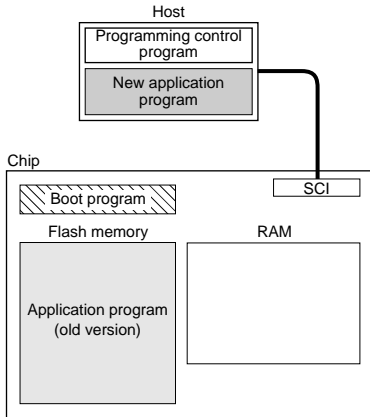 Host
Programming control
program
New application
program
Chip
SCI
Boot program
Flash memory
RAM
Application program
(old version)